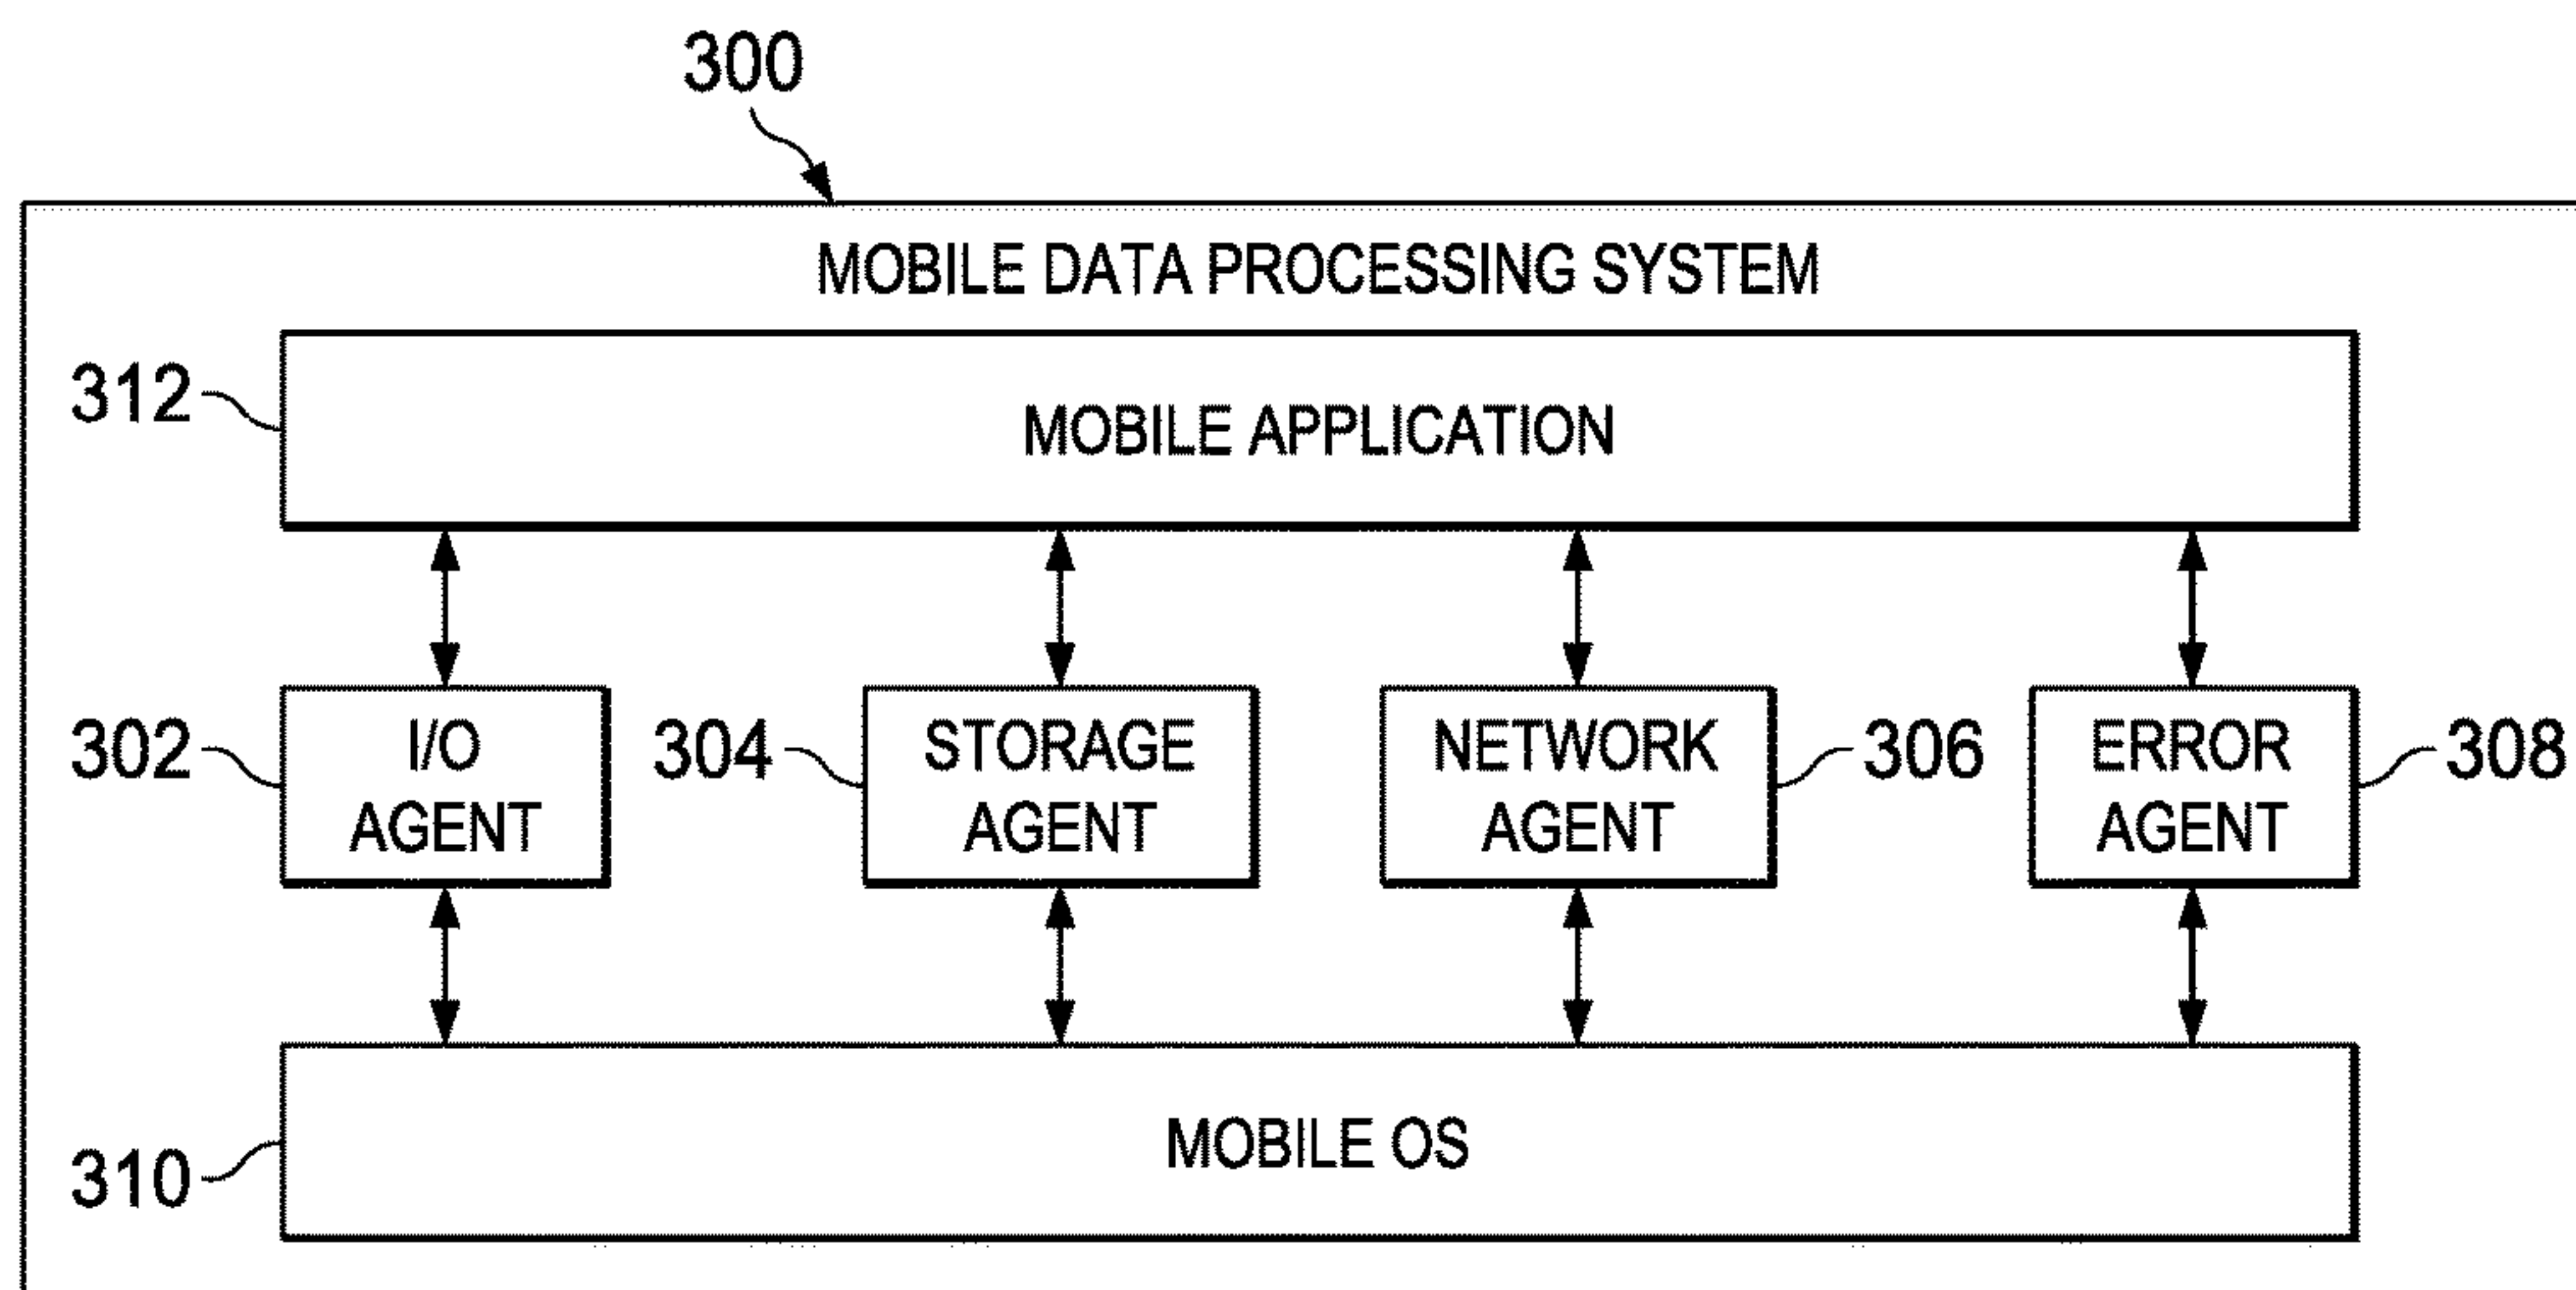 300
MOBILE DATA PROCESSING SYSTEM
312
MOBILE APPLICATION
302
I/O
AGENT
304
STORAGE
AGENT
NETWORK
AGENT
306
ERROR
AGENT
308
310
MOBILE OS